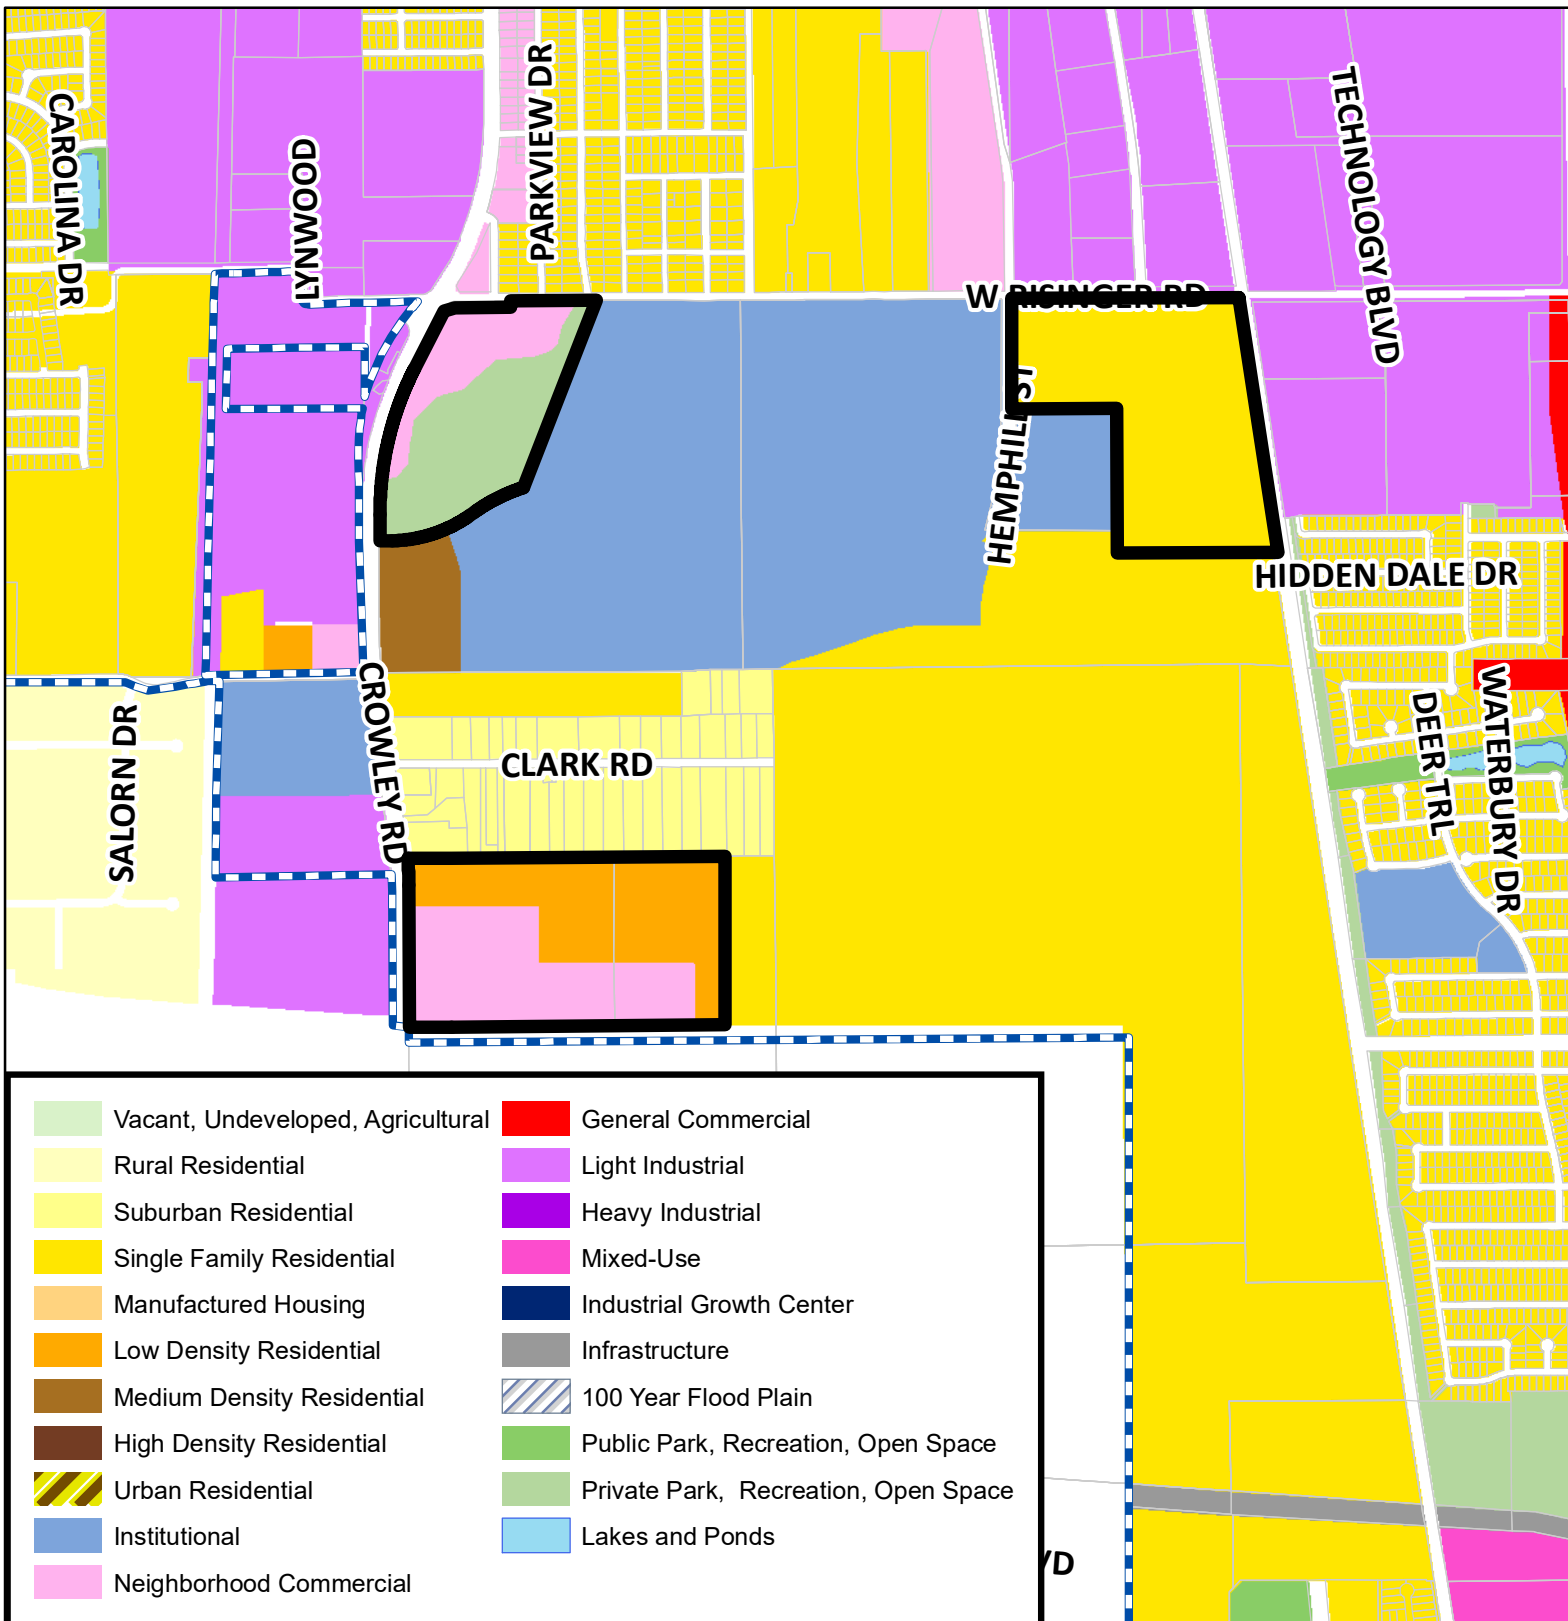 CAROLINA DR
LYNWOOD
PARKVIEW DR
TECHNOLOGY BLVD
W RISINGER RD
HEMPHILL ST
HIDDEN DALE DR
CROWLEY RD
SALORN DR
CLARK RD
DEER TRL
WATERBURY DR
Vacant, Undeveloped, Agricultural
Rural Residential
Suburban Residential
Single Family Residential
Manufactured Housing
Low Density Residential
Medium Density Residential
High Density Residential
Urban Residential
Institutional
Neighborhood Commercial
General Commercial
Light Industrial
Heavy Industrial
Mixed-Use
Industrial Growth Center
Infrastructure
100 Year Flood Plain
Public Park, Recreation, Open Space
Private Park, Recreation, Open Space
Lakes and Ponds